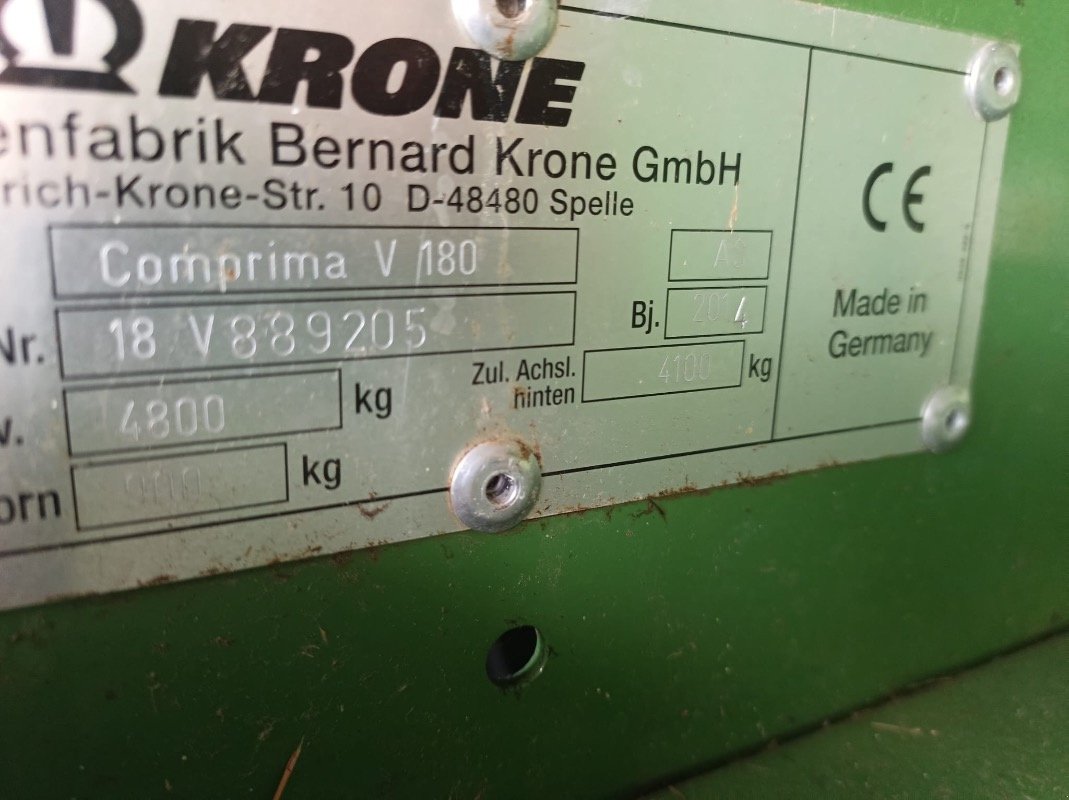 KRONE
enfabrik Bernard Krone GmbH
rich-Krone-Str. 10 D-48480 Spelle
Comprima V 180
Nr. 18 V889205 Bj. 2014
4800 kg Zul. Achsl. hinten 4100 kg
orn kg
CE
Made in
Germany